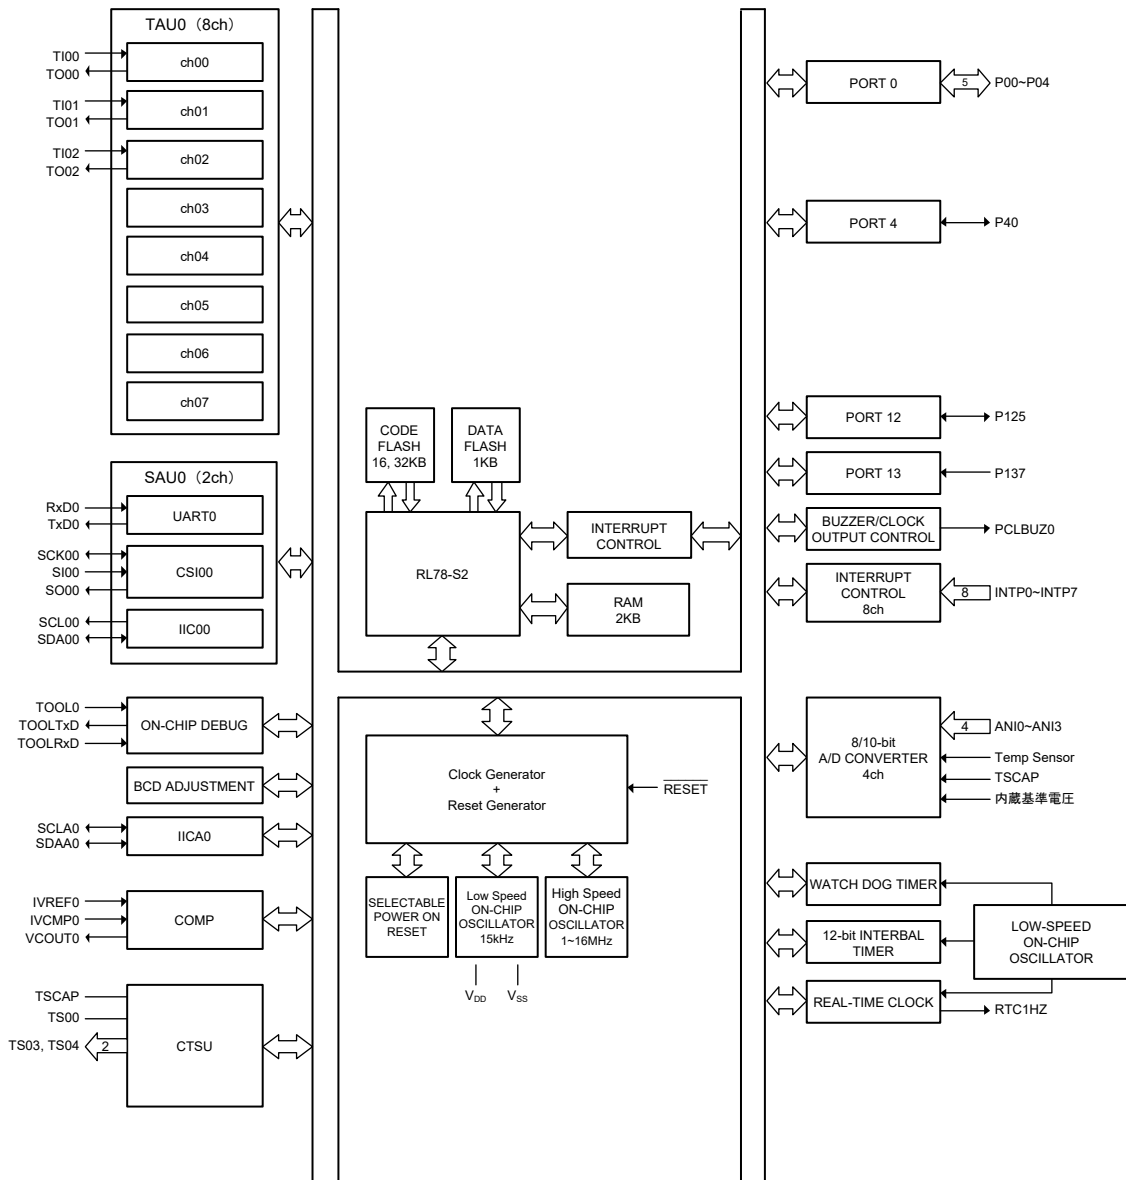 TAU0（8ch）
TI00
TO00
ch00
TI01
TO01
ch01
TI02
TO02
ch02
ch03
ch04
ch05
ch06
ch07
SAU0（2ch）
RxD0
TxD0
UART0
SCK00
SI00
SO00
CSI00
SCL00
SDA00
IIC00
TOOL0
TOOLTxD
TOOLRxD
ON-CHIP DEBUG
BCD ADJUSTMENT
SCLA0
SDAA0
IICA0
IVREF0
IVCMP0
VCOUT0
COMP
TSCAP
TS00
TS03, TS04
2
CTSU
CODE
FLASH
16, 32KB
DATA
FLASH
1KB
RL78-S2
INTERRUPT
CONTROL
RAM
2KB
Clock Generator
+
Reset Generator
RESET
SELECTABLE
POWER ON
RESET
Low Speed
ON-CHIP
OSCILLATOR
15kHz
High Speed
ON-CHIP
OSCILLATOR
1~16MHz
VDD
VSS
PORT 0
5
P00~P04
PORT 4
P40
PORT 12
P125
PORT 13
P137
BUZZER/CLOCK
OUTPUT CONTROL
PCLBUZ0
INTERRUPT
CONTROL
8ch
8
INTP0~INTP7
8/10-bit
A/D CONVERTER
4ch
4
ANI0~ANI3
Temp Sensor
TSCAP
内蔵基準電圧
WATCH DOG TIMER
12-bit INTERBAL
TIMER
REAL-TIME CLOCK
LOW-SPEED
ON-CHIP
OSCILLATOR
RTC1HZ